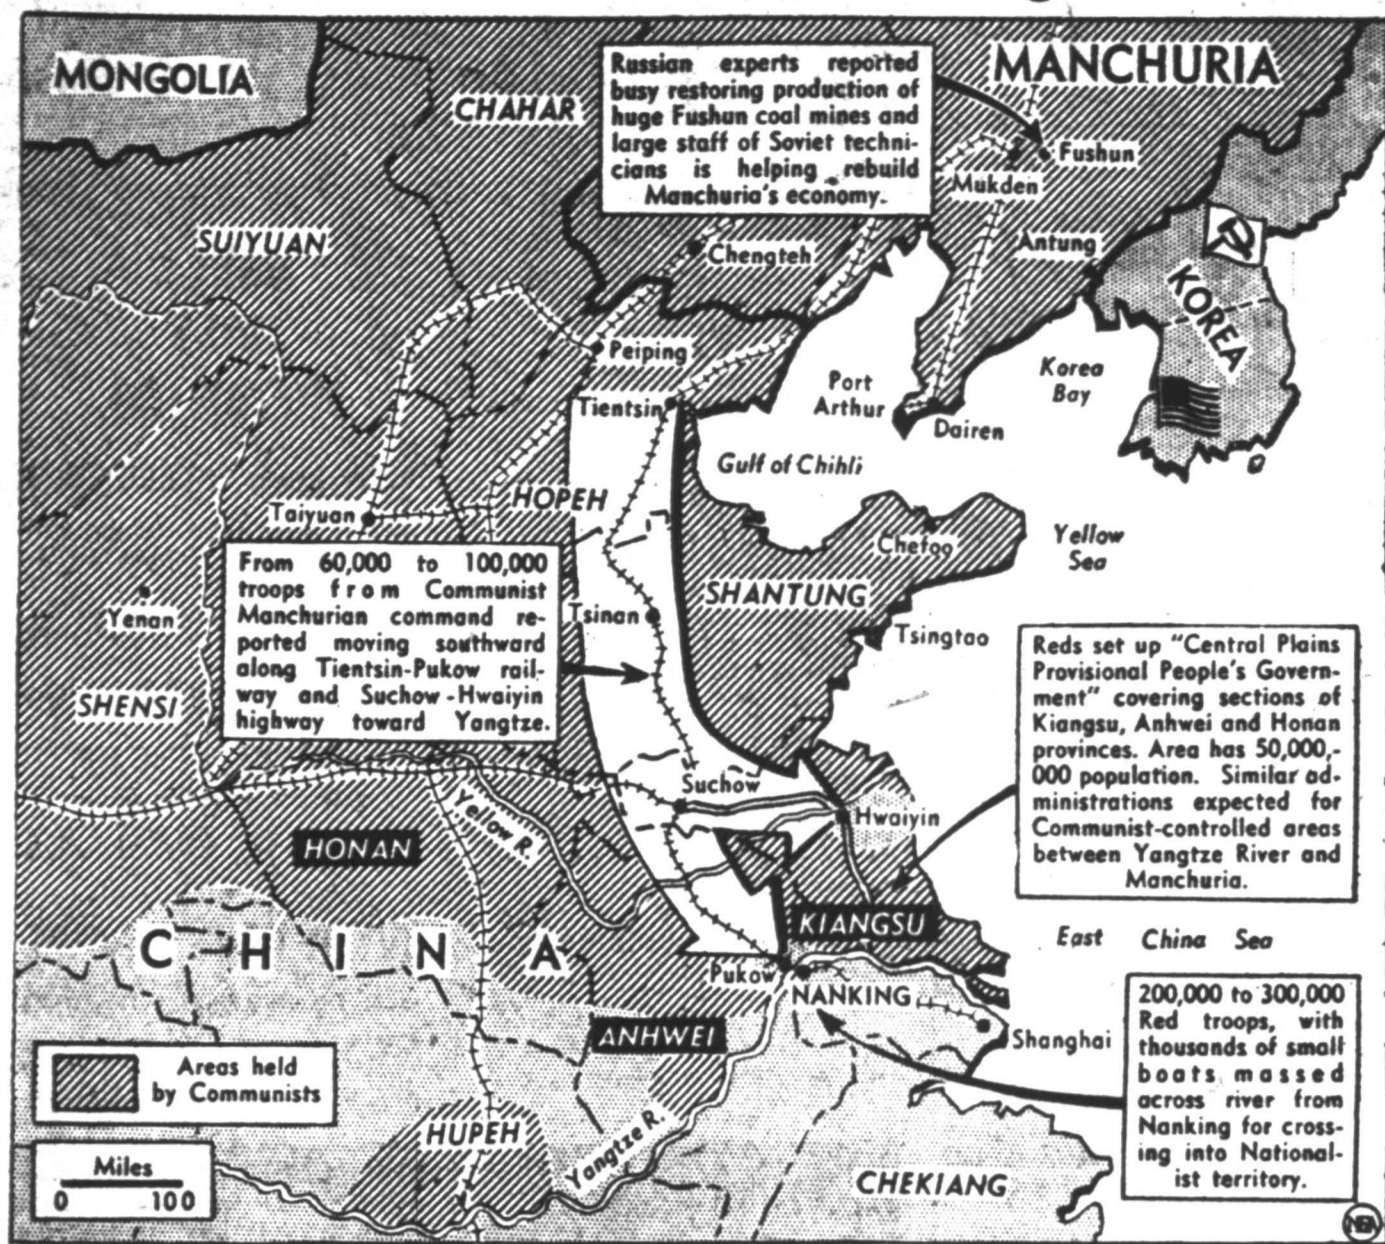 MONGOLIA
CHAHAR
Russian experts reported
busy restoring production of
huge Fushun coal mines and
large staff of Soviet techni-
cians is helping rebuild
Manchuria's economy.
MANCHURIA
Fushun
Mukden
SUIYUAN
Chengteh
Antung
KOREA
Peiping
Tientsin
Port
Arthur
Dairen
Korea
Bay
Gulf of Chihli
HOPEH
Taiyuan
Chefoo
Yellow
Sea
From 60,000 to 100,000
troops from Communist
Manchurian command re-
ported moving southward
along Tientsin-Pukow rail-
way and Suchow-Hwaiyin
highway toward Yangtze.
Yenan
SHENSI
Tsinan
SHANTUNG
Tsingtao
Reds set up "Central Plains
Provisional People's Govern-
ment" covering sections of
Kiangsu, Anhwei and Honan
provinces. Area has 50,000,-
000 population. Similar ad-
ministrations expected for
Communist-controlled areas
between Yangtze River and
Manchuria.
Suchow
Hwaiyin
Yellow R.
HONAN
KIANGSU
CHINA
East China Sea
Pukow
NANKING
ANHWEI
Shanghai
200,000 to 300,000
Red troops, with
thousands of small
boats massed
across river from
Nanking for cross-
ing into National-
ist territory.
Areas held
by Communists
HUPEH
Yangtze R.
CHEKIANG
Miles
0 100
NEA